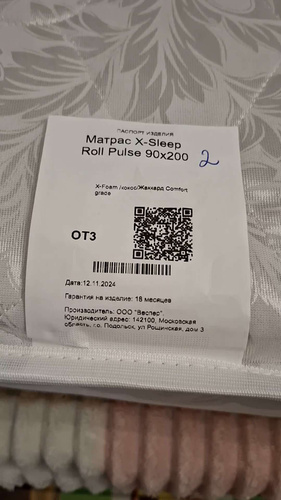 ПАСПОРТ ИЗДЕЛИЯ
Матрас X-Sleep
Roll Pulse 90x200
2
X-Foam /кокос/Жаккард Comfort
grace
ОТЗ
Дата:12.11.2024
Гарантия на изделие: 18 месяцев
Производитель: ООО "Веспер".
Юридический адрес: 142100, Московская
область, г.о. Подольск, ул Рощинская, дом 3